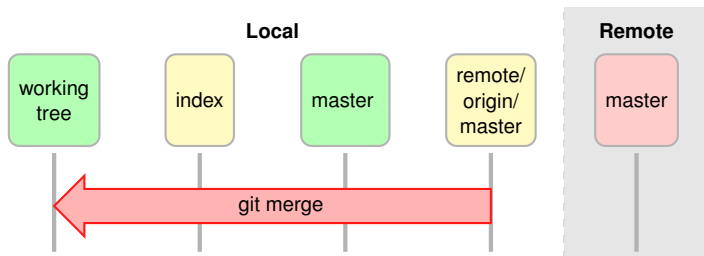 Local
Remote
working
tree
index
master
remote/
origin/
master
master
git merge